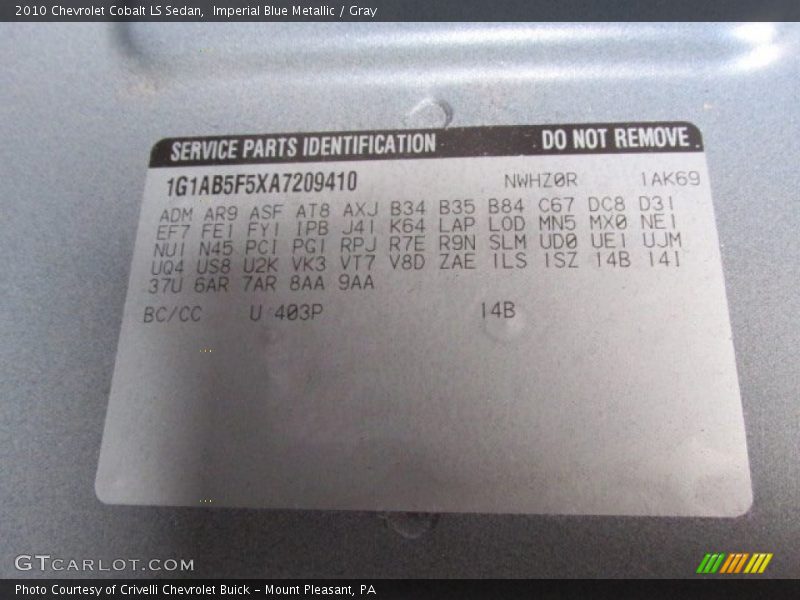 2010 Chevrolet Cobalt LS Sedan, Imperial Blue Metallic / Gray
SERVICE PARTS IDENTIFICATION DO NOT REMOVE
1G1AB5F5XA7209410 NWHZ0R 1AK69
ADM AR9 ASF AT8 AXJ B34 B35 B84 C67 DC8 D31
EF7 FE1 FY1 IPB J41 K64 LAP LOD MN5 MX0 NE1
NU1 N45 PC1 PG1 RPJ R7E R9N SLM UD0 UE1 UJM
UQ4 US8 U2K VK3 VT7 V8D ZAE 1LS 1SZ 14B 14I
37U 6AR 7AR 8AA 9AA
BC/CC U 403P 14B
GTCARLOT.COM
Photo Courtesy of Crivelli Chevrolet Buick - Mount Pleasant, PA